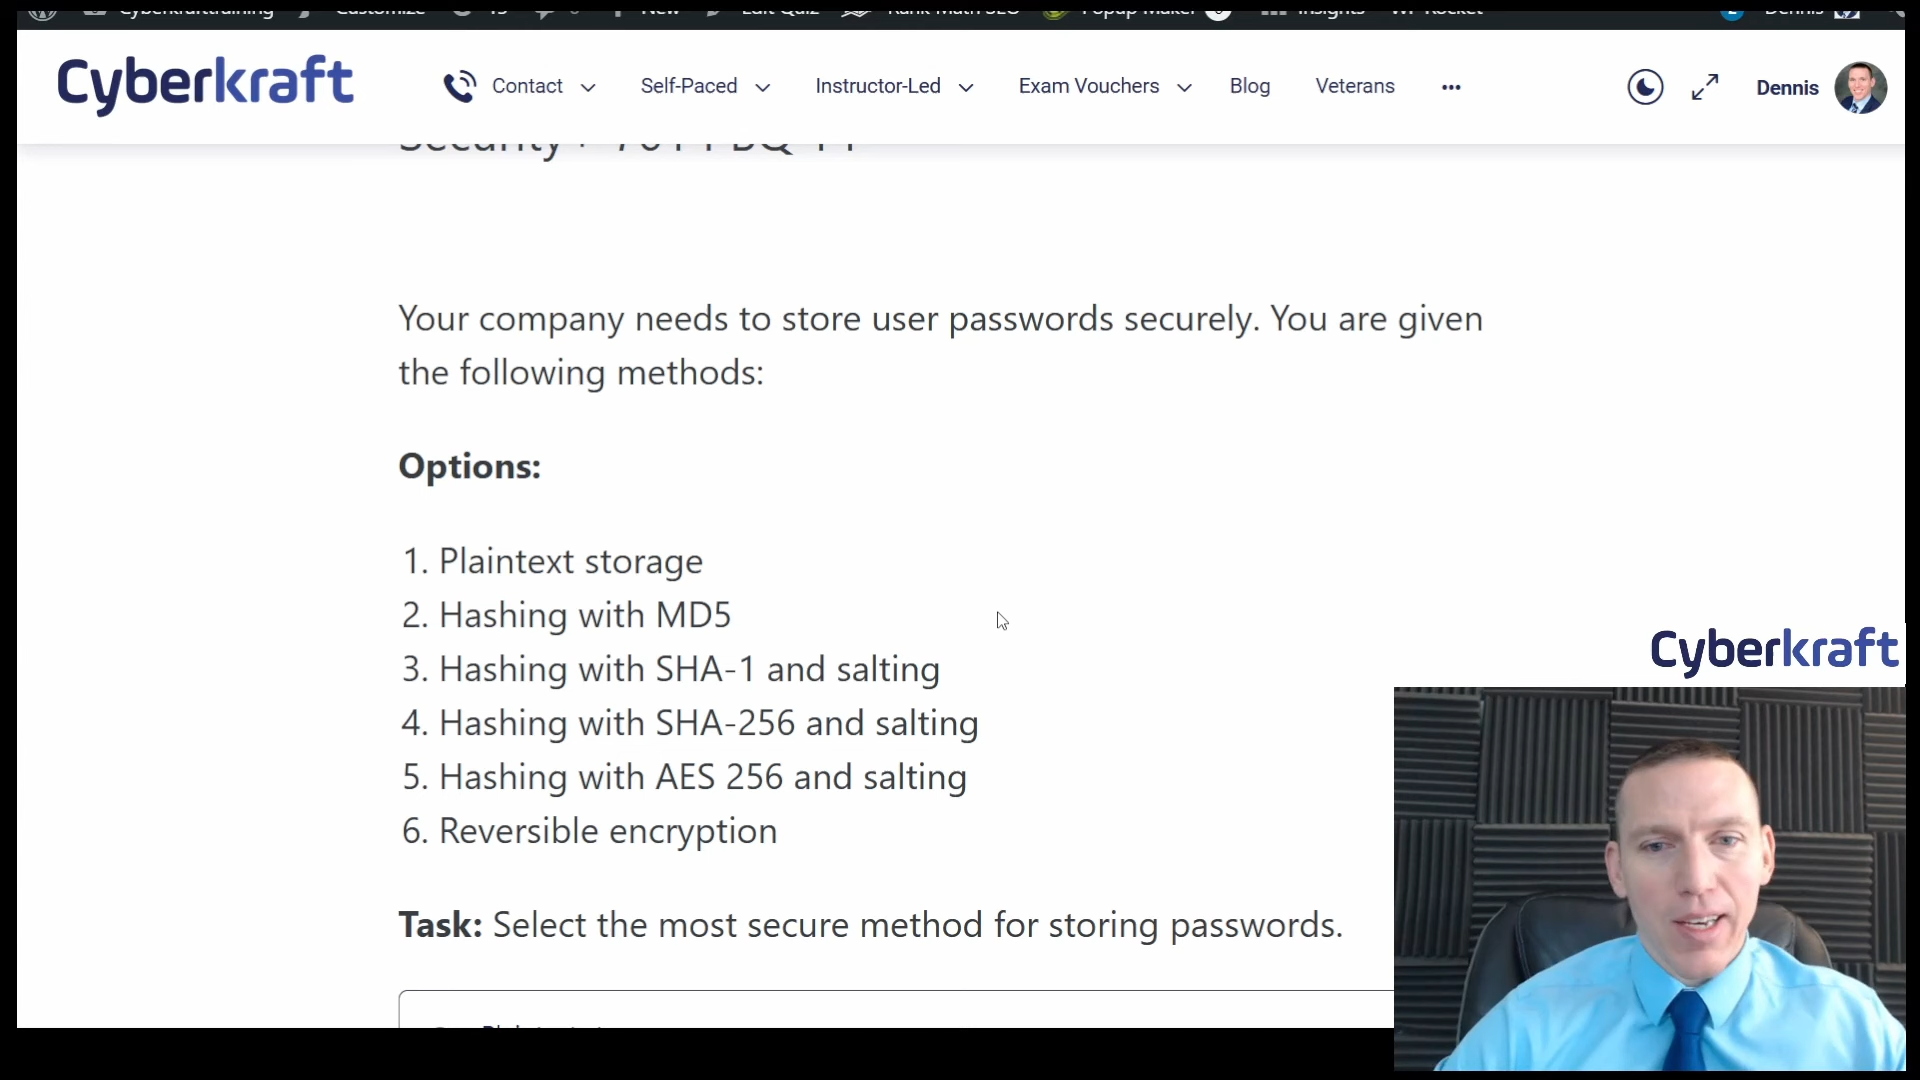 Cyberkraft
Contact
Self-Paced
Instructor-Led
Exam Vouchers
Blog
Veterans
Dennis
Your company needs to store user passwords securely. You are given
the following methods:
Options:
1. Plaintext storage
2. Hashing with MD5
3. Hashing with SHA-1 and salting
4. Hashing with SHA-256 and salting
5. Hashing with AES 256 and salting
6. Reversible encryption
Task: Select the most secure method for storing passwords.
Cyberkraft